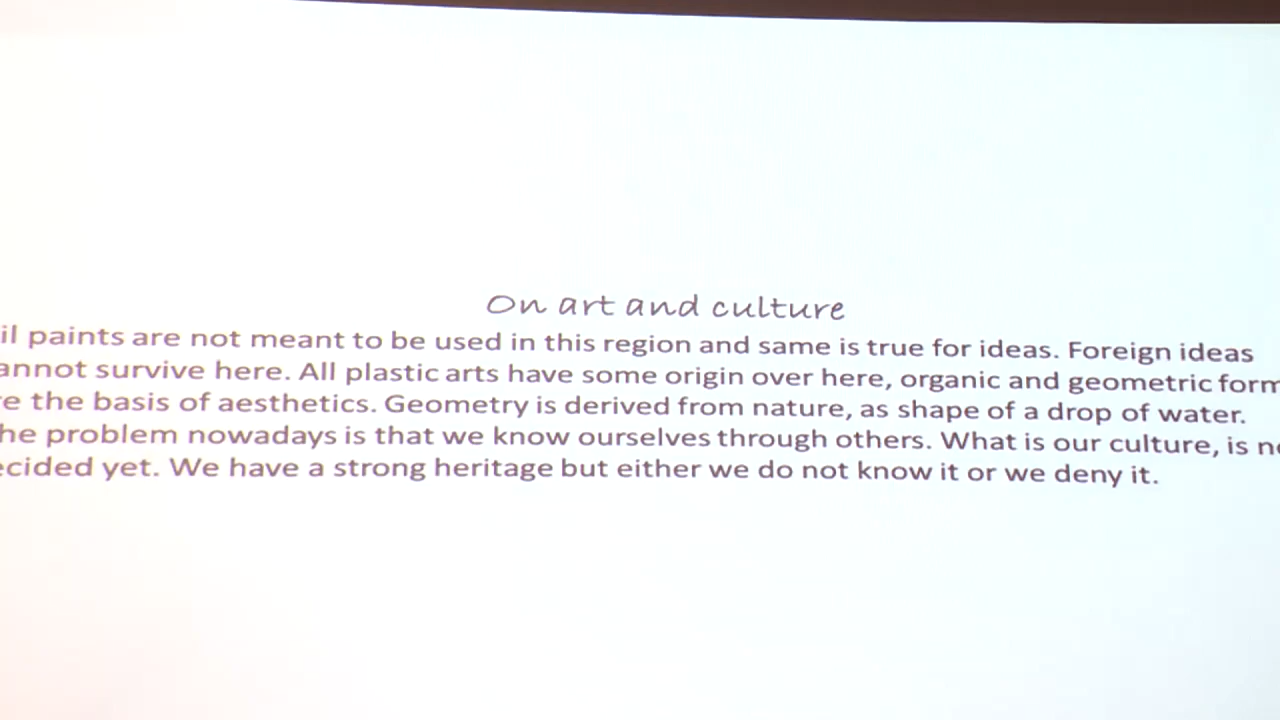 On art and culture
il paints are not meant to be used in this region and same is true for ideas. Foreign ideas
annot survive here. All plastic arts have some origin over here, organic and geometric form
e the basis of aesthetics. Geometry is derived from nature, as shape of a drop of water.
he problem nowadays is that we know ourselves through others. What is our culture, is n
cided yet. We have a strong heritage but either we do not know it or we deny it.